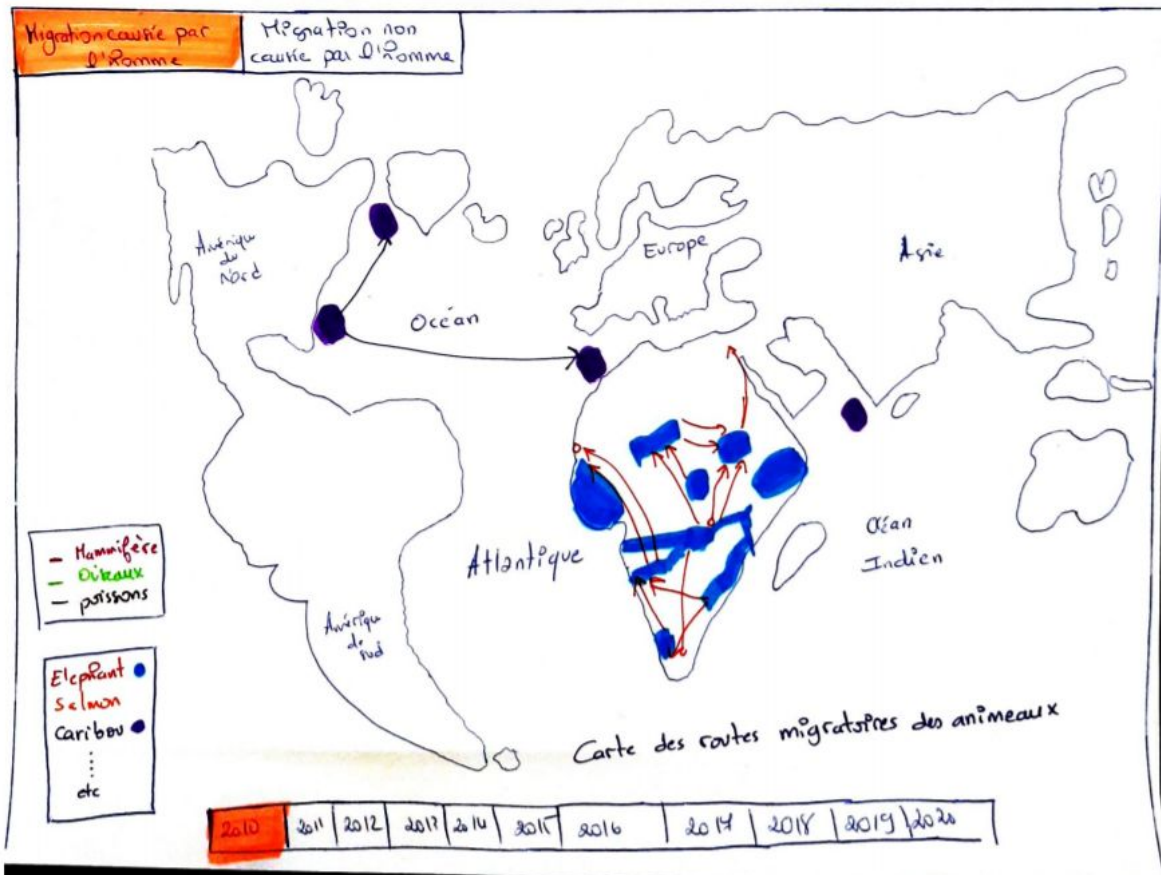 Migration causée par
l'homme
Migration non
causée par l'homme
Amérique
du
Nord
Océan
Europe
Asie
Atlantique
Océan
Indien
Amérique
de
sud
Mammifère
Oiseaux
poissons
Elephant
Salmon
Caribou
etc
Carte des routes migratoires des animeaux
2010
2011
2012
2013
2014
2015
2016
2017
2018
2019
2020